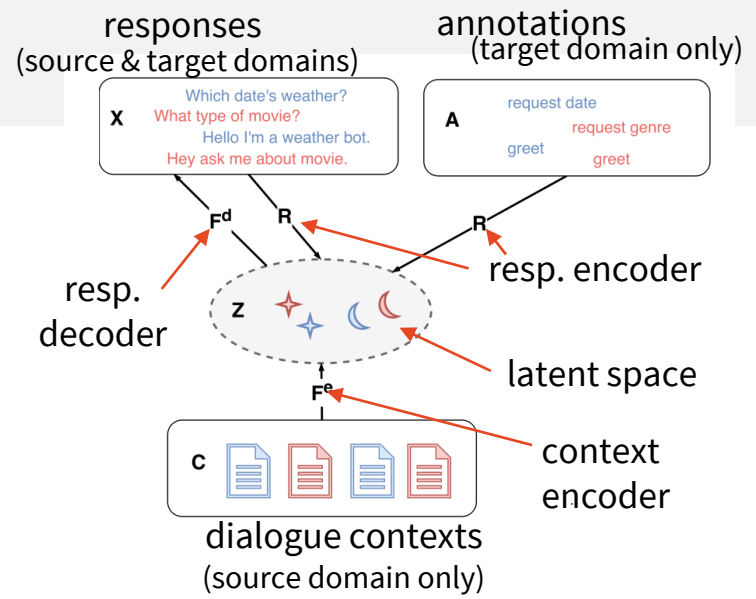 responses
(source & target domains)
annotations
(target domain only)
X
Which date's weather?
What type of movie?
Hello I'm a weather bot.
Hey ask me about movie.
A
request date
request genre
greet
greet
Fd
R
R
resp.
decoder
resp. encoder
Z
latent space
Fe
C
context
encoder
dialogue contexts
(source domain only)